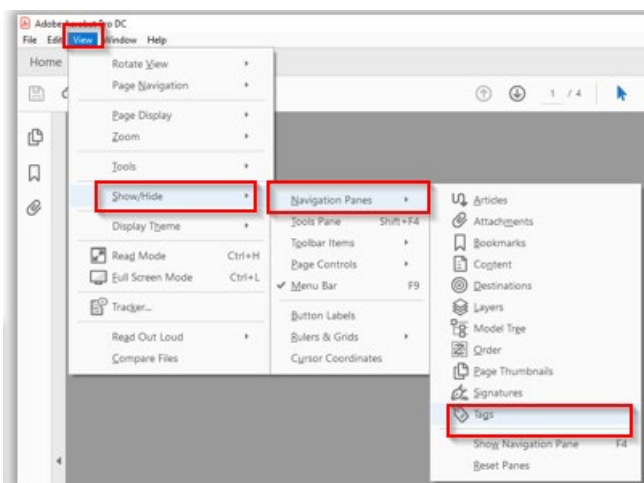 Adobe Acrobat Pro DC
File Edit View Window Help
Home
1 / 4
Rotate View
Page Navigation
Page Display
Zoom
Tools
Show/Hide
Display Theme
Read Mode Ctrl+H
Full Screen Mode Ctrl+L
Tracker...
Read Out Loud
Compare Files
Navigation Panes
Tools Pane Shift+F4
Toolbar Items
Page Controls
Menu Bar F9
Button Labels
Rulers & Grids
Cursor Coordinates
Articles
Attachments
Bookmarks
Content
Destinations
Layers
Model Tree
Order
Page Thumbnails
Signatures
Tags
Show Navigation Pane F4
Reset Panes